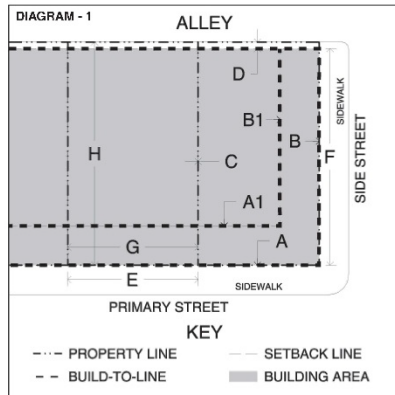 DIAGRAM - 1
ALLEY
D
B1
SIDEWALK
B
H
F
SIDE STREET
C
A1
G
A
E
SIDEWALK
PRIMARY STREET
KEY
PROPERTY LINE
SETBACK LINE
BUILD-TO-LINE
BUILDING AREA